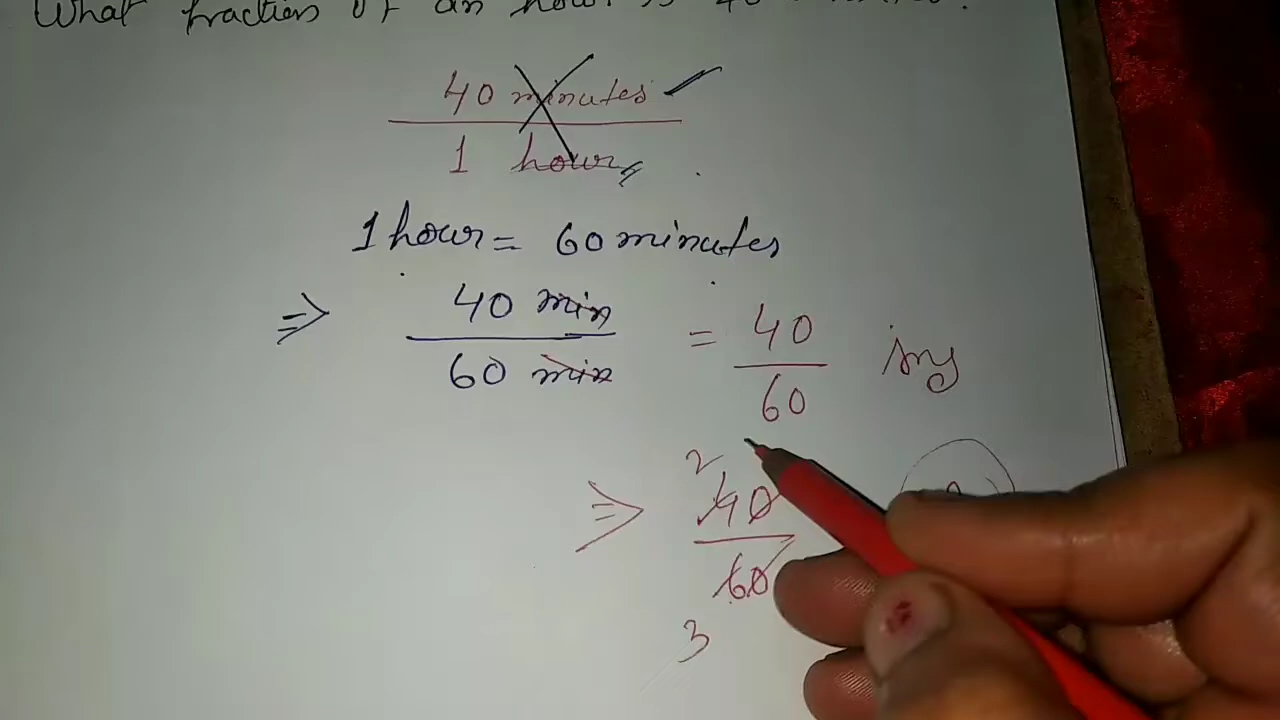 What fraction of an hour is 40
40 minutes
1 hour
1 hour = 60 minutes
⇒ 40 min = 40
60 min 60
2
⇒ 40
60
3